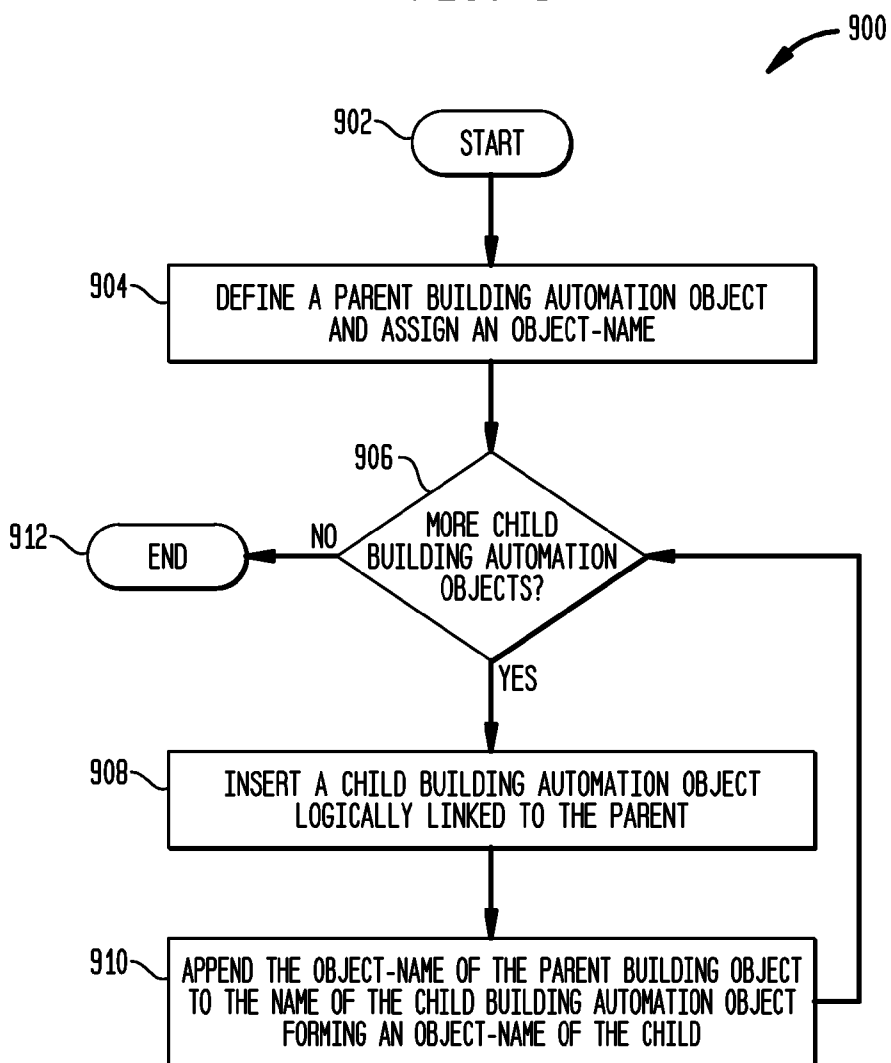 900
902
START
904
DEFINE A PARENT BUILDING AUTOMATION OBJECT
AND ASSIGN AN OBJECT-NAME
906
MORE CHILD
BUILDING AUTOMATION
OBJECTS?
NO
912
END
YES
908
INSERT A CHILD BUILDING AUTOMATION OBJECT
LOGICALLY LINKED TO THE PARENT
910
APPEND THE OBJECT-NAME OF THE PARENT BUILDING OBJECT
TO THE NAME OF THE CHILD BUILDING AUTOMATION OBJECT
FORMING AN OBJECT-NAME OF THE CHILD